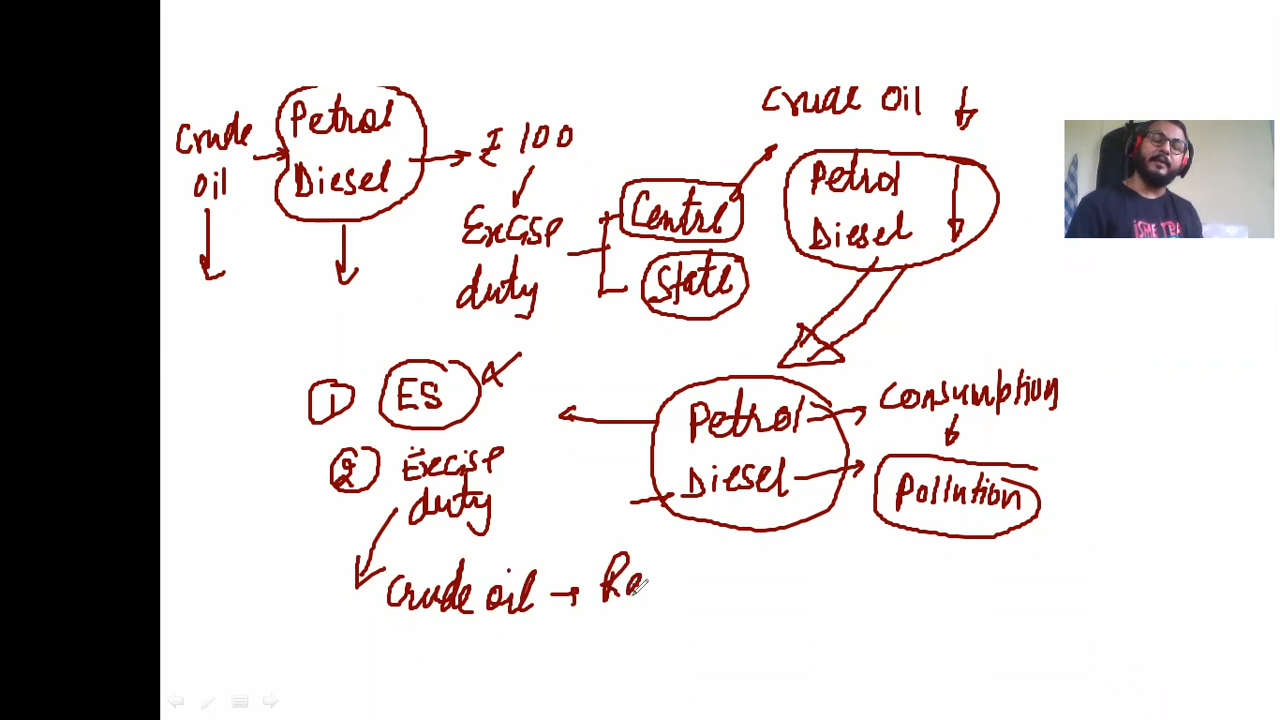 Crude oil ↓
Crude
oil
Petrol
Diesel
₹ 100
Excise
duty
Centre
State
Petrol
Diesel
① ES
② Excise
duty
Petrol
Diesel
Consumption
Pollution
Crude oil → Ra